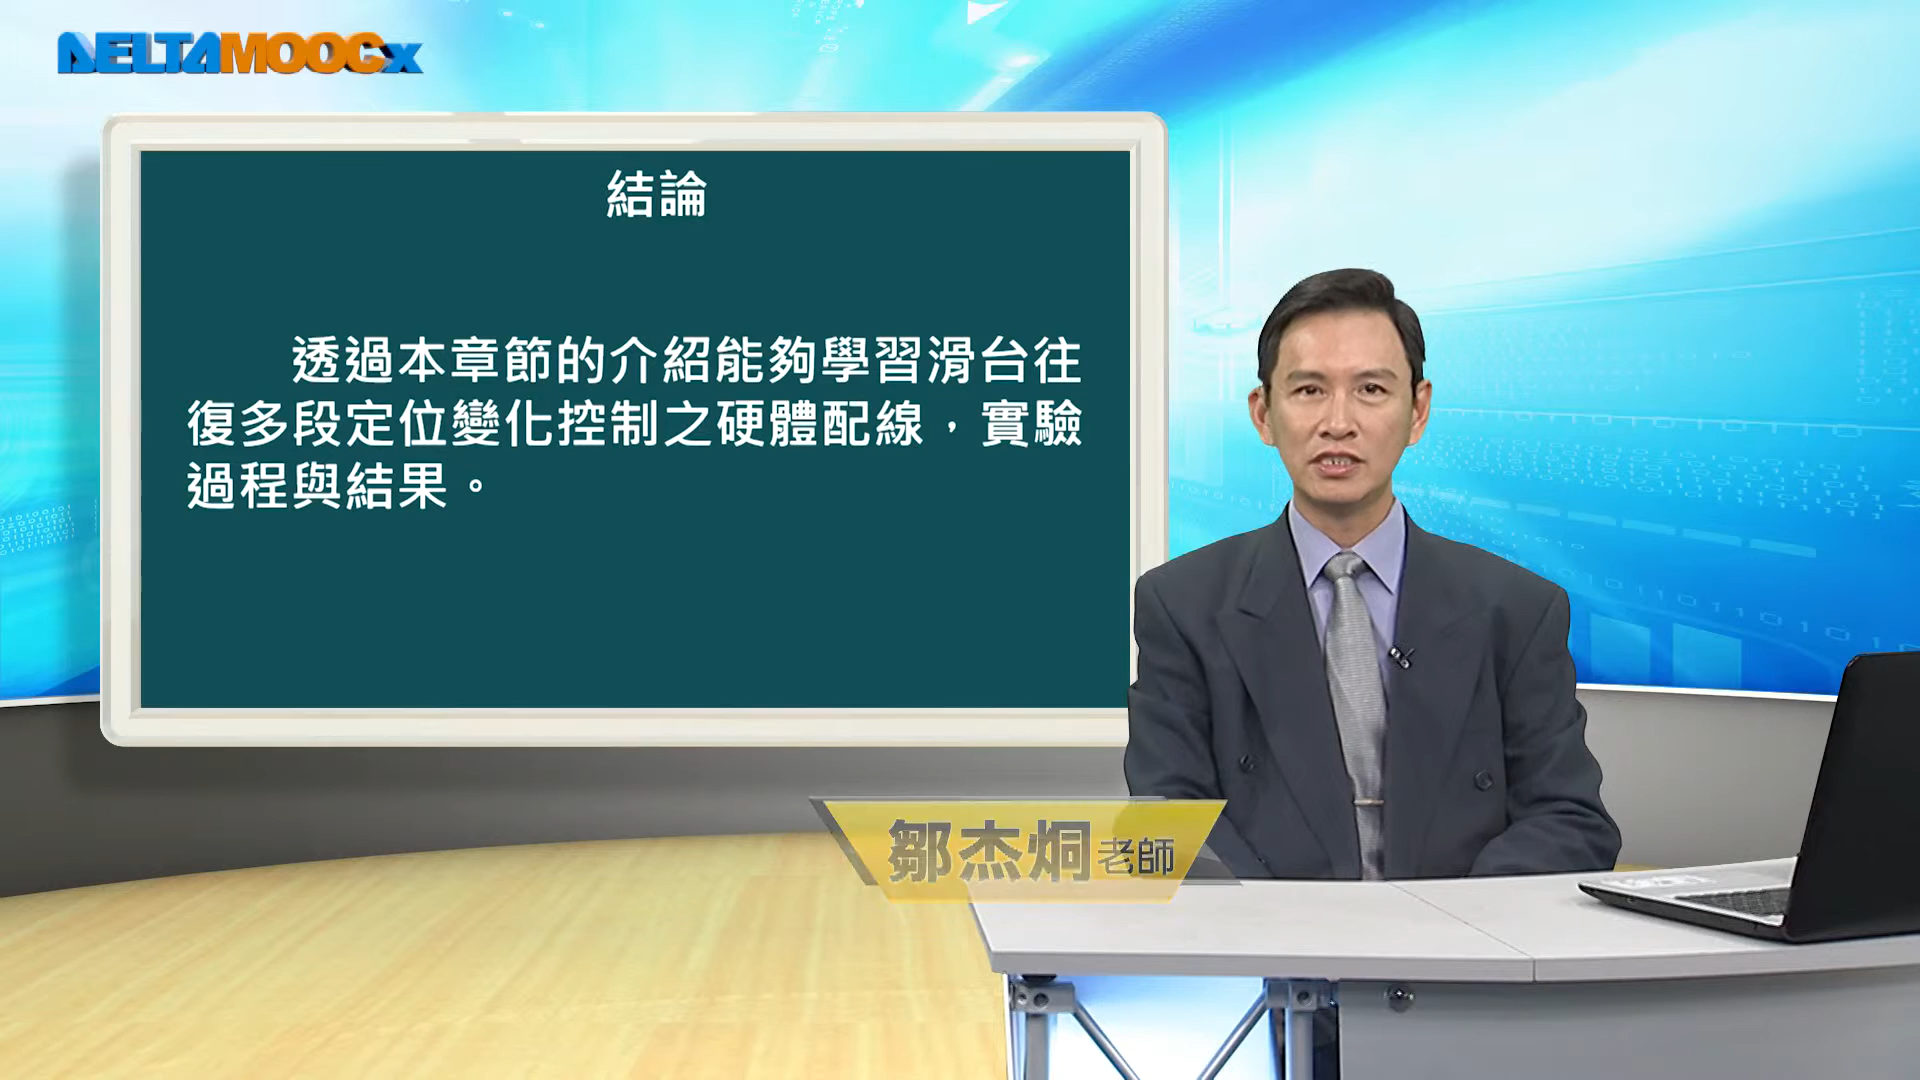 DELTAMOOCx
結論
透過本章節的介紹能夠學習滑台往
復多段定位變化控制之硬體配線，實驗
過程與結果。
鄒杰烔老師